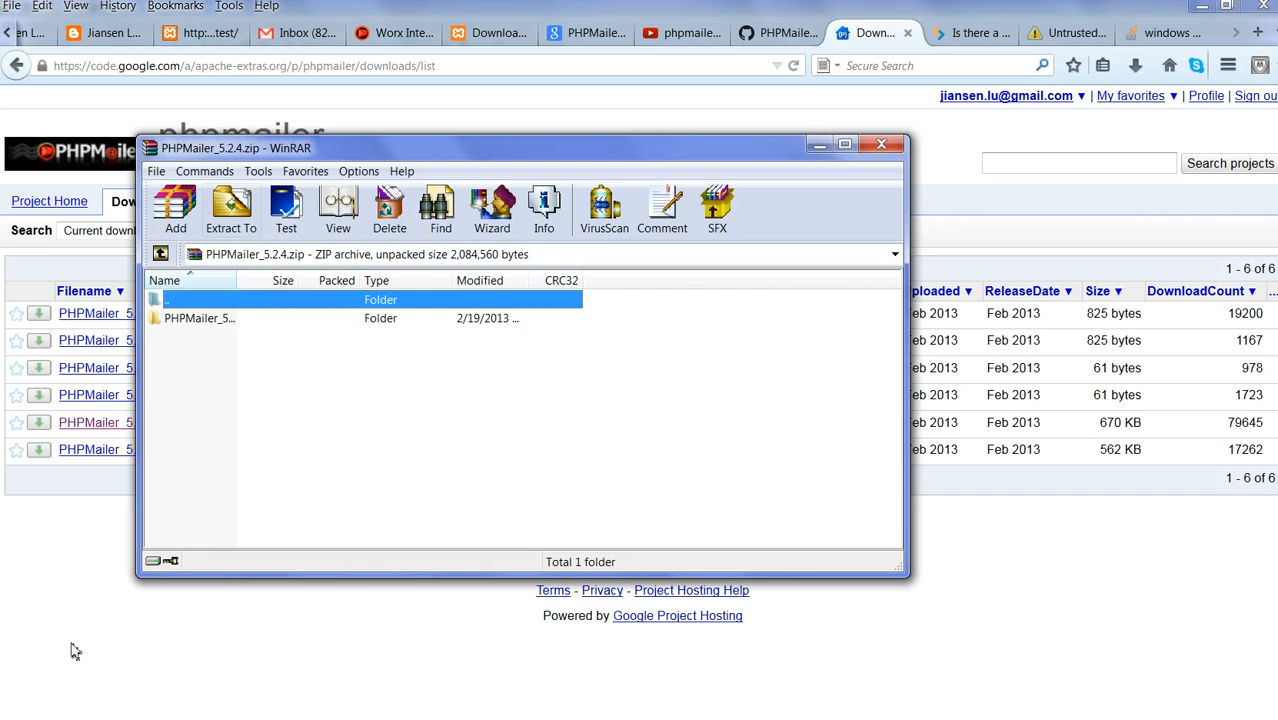 File Edit View History Bookmarks Tools Help
en L... Jiansen L... http:...test/ Inbox (82... Worx Inte... Downloa... PHPMaile... phpmaile... PHPMaile... Down... Is there a ... Untrusted... windows ...
https://code.google.com/a/apache-extras.org/p/phpmailer/downloads/list Secure Search
jiansen.lu@gmail.com ▼ | My favorites ▼ | Profile | Sign ou
phpmailer
PHPM@ile
Search projects
Project Home Dow
Search Current downl
1 - 6 of 6
Filename ▼ ploaded ▼ ReleaseDate ▼ Size ▼ DownloadCount ▼ ...
PHPMailer_5. eb 2013 Feb 2013 825 bytes 19200
PHPMailer_5. eb 2013 Feb 2013 825 bytes 1167
PHPMailer_5. eb 2013 Feb 2013 61 bytes 978
PHPMailer_5. eb 2013 Feb 2013 61 bytes 1723
PHPMailer_5. eb 2013 Feb 2013 670 KB 79645
PHPMailer_5. eb 2013 Feb 2013 562 KB 17262
1 - 6 of 6
PHPMailer_5.2.4.zip - WinRAR
File Commands Tools Favorites Options Help
Add Extract To Test View Delete Find Wizard Info VirusScan Comment SFX
PHPMailer_5.2.4.zip - ZIP archive, unpacked size 2,084,560 bytes
Name Size Packed Type Modified CRC32
.. Folder
PHPMailer_5... Folder 2/19/2013 ...
Total 1 folder
Terms - Privacy - Project Hosting Help
Powered by Google Project Hosting